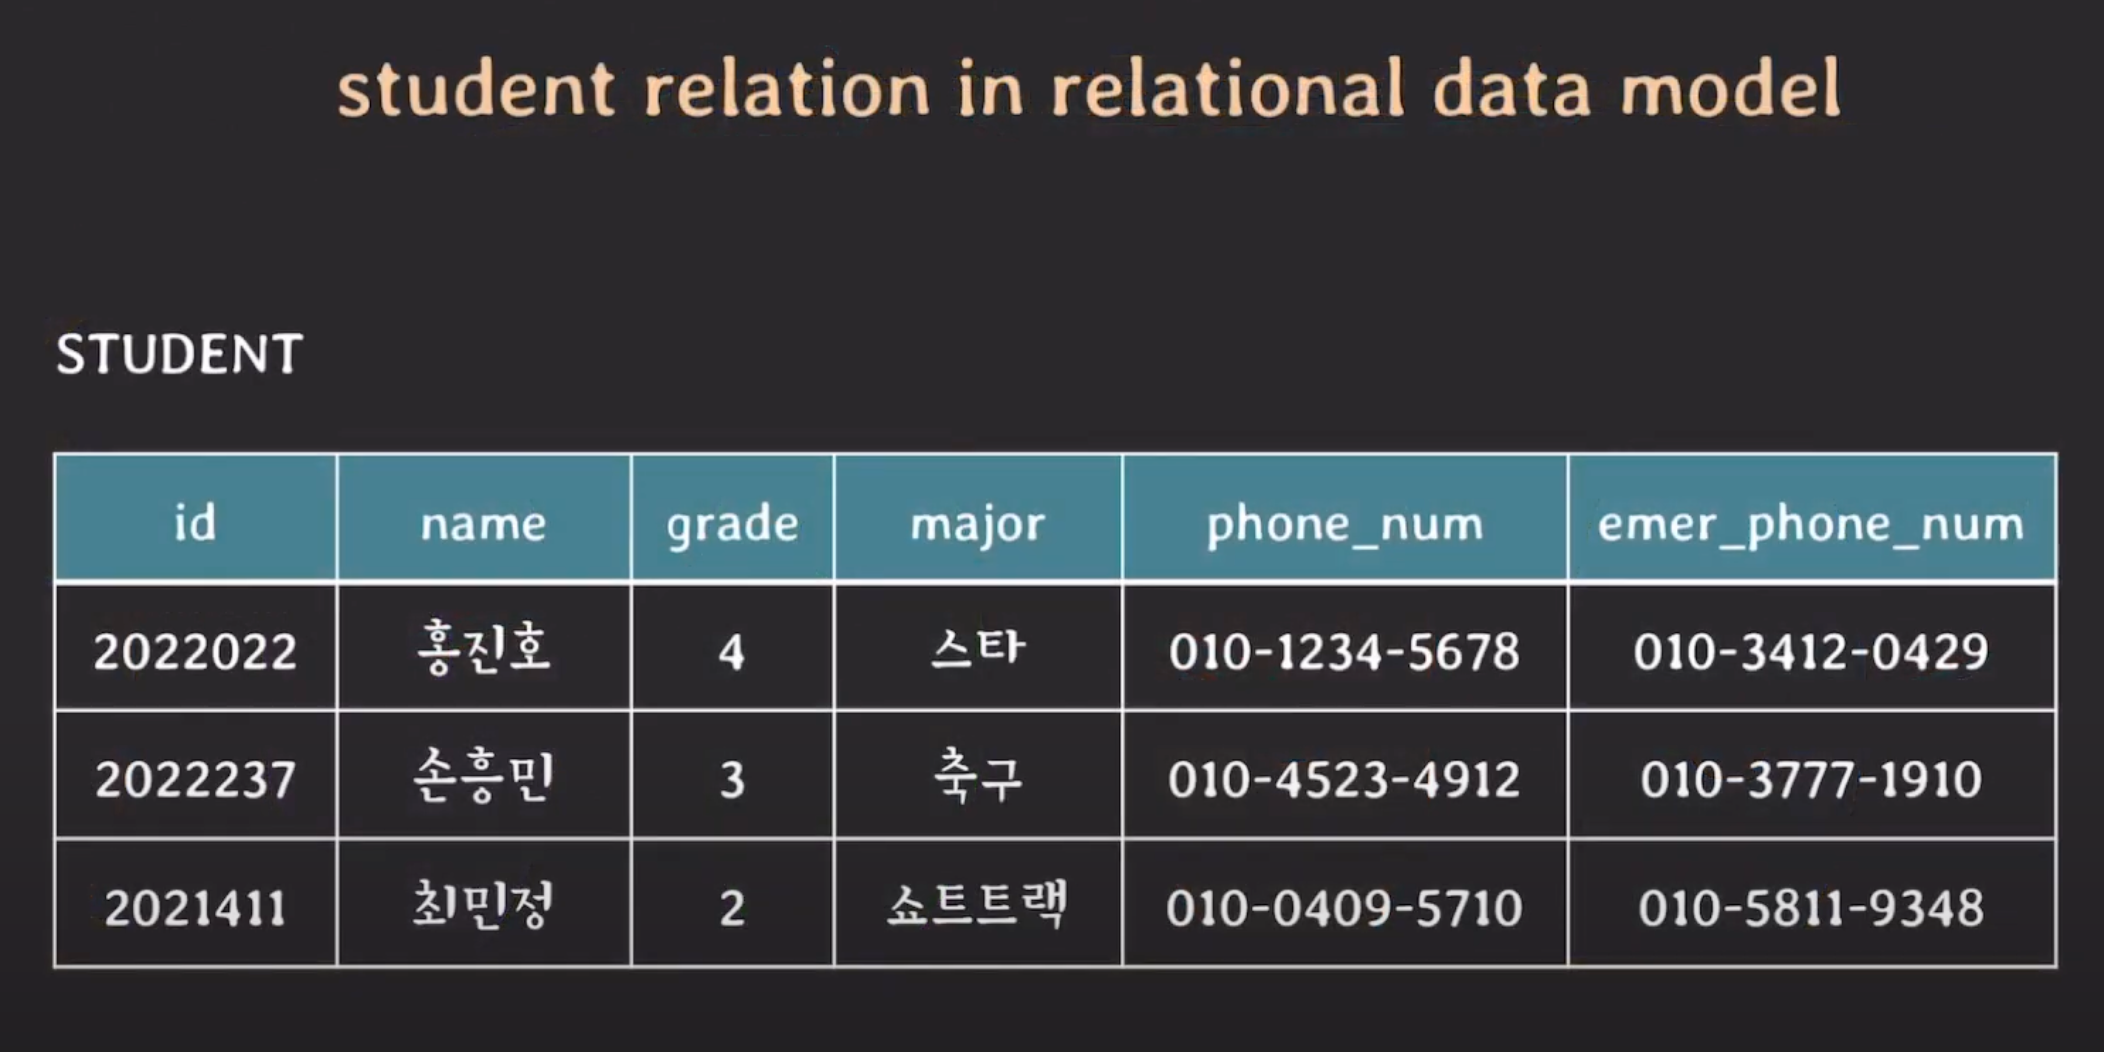 student relation in relational data model
STUDENT
id name grade major phone_num emer_phone_num
2022022 홍진호 4 스타 010-1234-5678 010-3412-0429
2022237 손흥민 3 축구 010-4523-4912 010-3777-1910
2021411 최민정 2 쇼트트랙 010-0409-5710 010-5811-9348